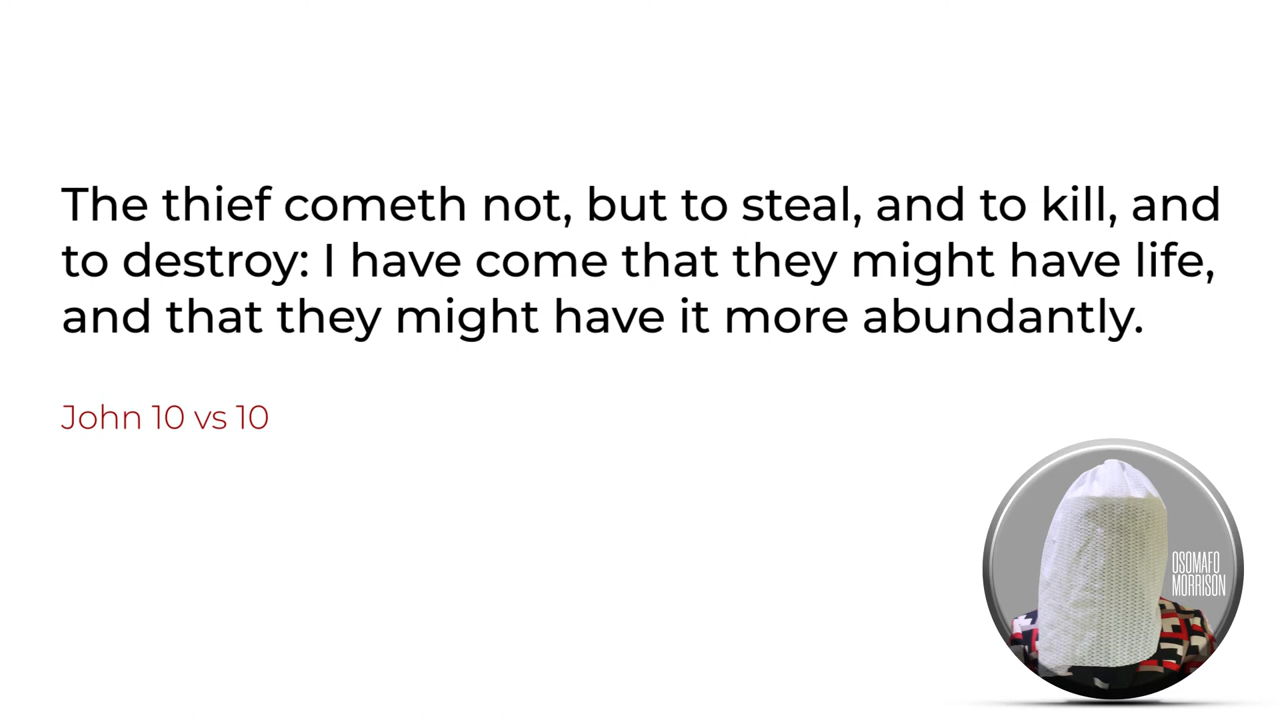 The thief cometh not, but to steal, and to kill, and
to destroy: I have come that they might have life,
and that they might have it more abundantly.
John 10 vs 10
OSOMAFO
MORRISON